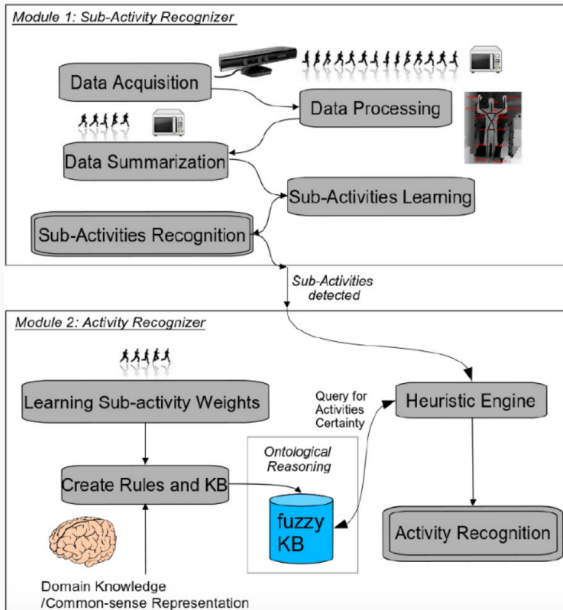 Module 1: Sub-Activity Recognizer
Data Acquisition
Data Processing
Data Summarization
Sub-Activities Learning
Sub-Activities Recognition
Sub-Activities
detected
Module 2: Activity Recognizer
Learning Sub-activity Weights
Query for
Activities
Certainty
Heuristic Engine
Ontological
Reasoning
Create Rules and KB
fuzzy
KB
Activity Recognition
Domain Knowledge
/Common-sense Representation